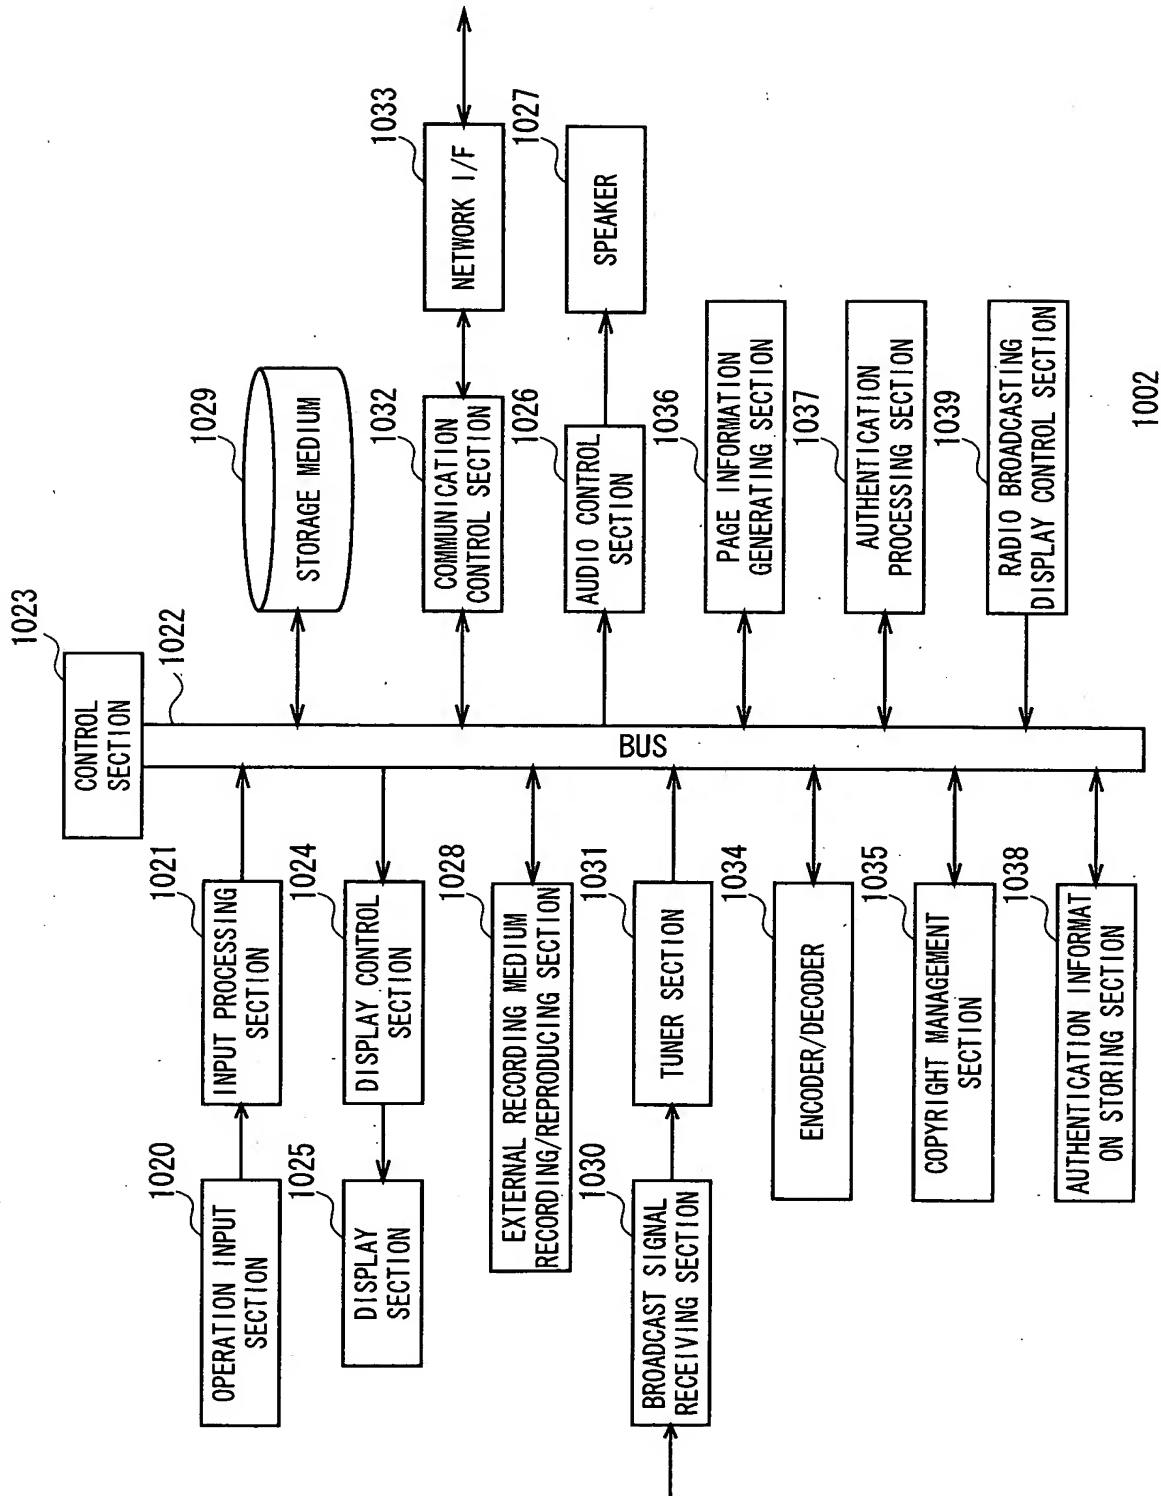 1023
CONTROL
SECTION
1022
BUS
1020
OPERATION INPUT
SECTION
1021
INPUT PROCESSING
SECTION
1025
DISPLAY
SECTION
1024
DISPLAY CONTROL
SECTION
1028
EXTERNAL RECORDING MEDIUM
RECORDING/REPRODUCING SECTION
1030
BROADCAST SIGNAL
RECEIVING SECTION
1031
TUNER SECTION
1034
ENCODER/DECODER
1035
COPYRIGHT MANAGEMENT
SECTION
1038
AUTHENTICATION INFORMAT
ON STORING SECTION
1029
STORAGE MEDIUM
1032
COMMUNICATION
CONTROL SECTION
1033
NETWORK I/F
1026
AUDIO CONTROL
SECTION
1027
SPEAKER
1036
PAGE INFORMATION
GENERATING SECTION
1037
AUTHENTICATION
PROCESSING SECTION
1039
RADIO BROADCASTING
DISPLAY CONTROL SECTION
1002